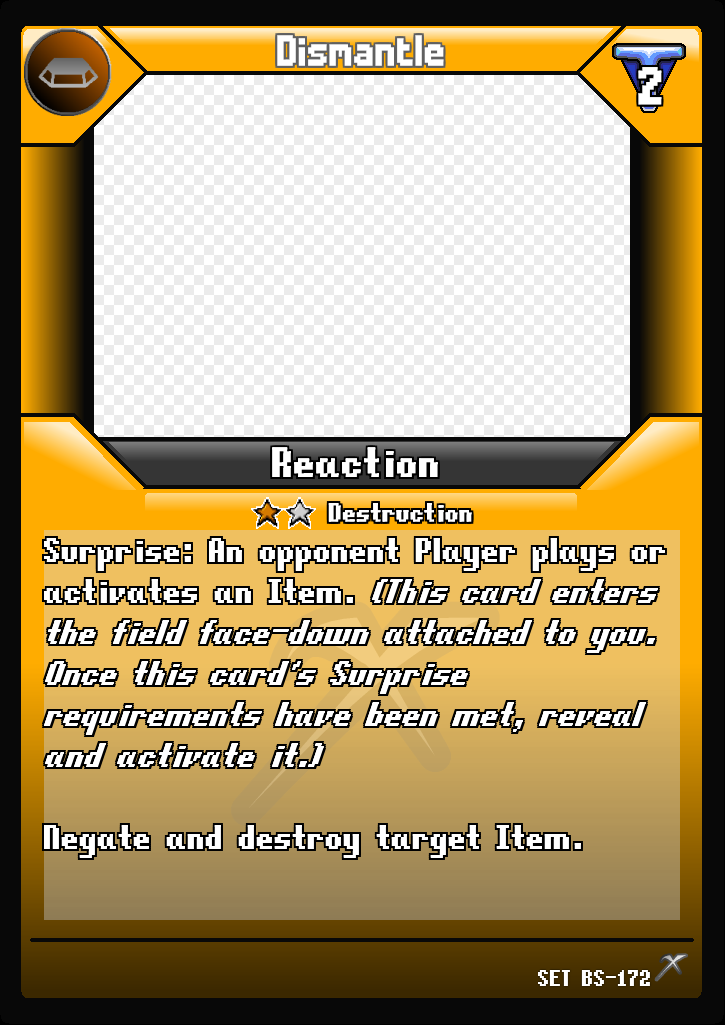 Dismantle
2
Reaction
Destruction
Surprise: An opponent Player plays or
activates an Item. (This card enters
the field face-down attached to you.
Once this card's Surprise
requirements have been met, reveal
and activate it.)
Negate and destroy target Item.
SET BS-172